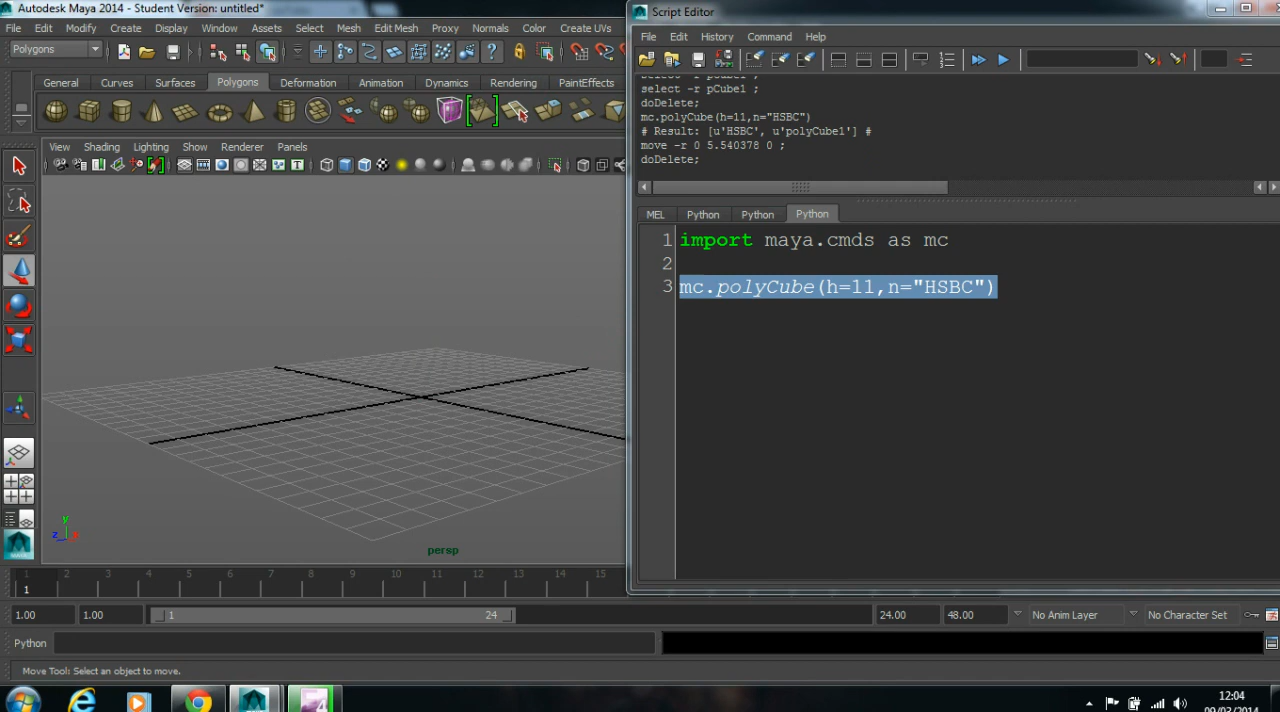 Autodesk Maya 2014 - Student Version: untitled*
File Edit Modify Create Display Window Assets Select Mesh Edit Mesh Proxy Normals Color Create UVs
Polygons
General Curves Surfaces Polygons Deformation Animation Dynamics Rendering PaintEffects
View Shading Lighting Show Renderer Panels
persp
y
z x
Script Editor
File Edit History Command Help
select -r pCube1 ;
doDelete;
mc.polyCube(h=11,n="HSBC")
# Result: [u'HSBC', u'polyCube1'] #
move -r 0 5.540378 0 ;
doDelete;
MEL Python Python Python
1 import maya.cmds as mc
2
3 mc.polyCube(h=11,n="HSBC")
1 2 3 4 5 6 7 8 9 10 11 12 13 14 15
1
1.00 1.00 1 24 24.00 48.00 No Anim Layer No Character Set
Python
Move Tool: Select an object to move.
12:04
09/03/2014